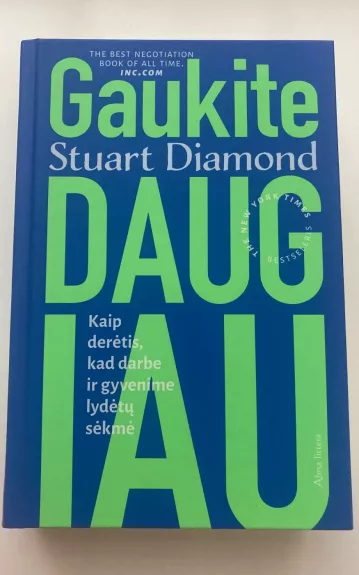 THE BEST NEGOTIATION
BOOK OF ALL TIME.
INC.COM
Gaukite
Stuart Diamond
DAUG
THE NEW YORK TIMES
BESTSELERIS
IAU
Kaip
derėtis,
kad darbe
ir gyvenime
lydėtų
sėkmė
Alma littera